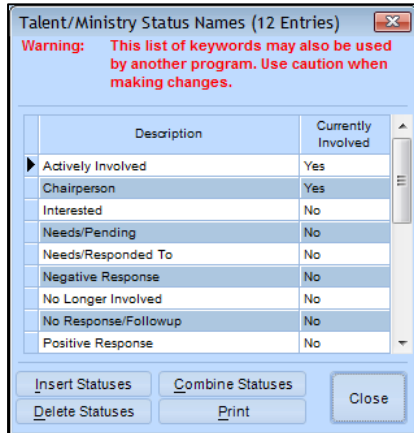 Talent/Ministry Status Names (12 Entries)
Warning: This list of keywords may also be used
by another program. Use caution when
making changes.
Description Currently
Involved
Actively Involved Yes
Chairperson Yes
Interested No
Needs/Pending No
Needs/Responded To No
Negative Response No
No Longer Involved No
No Response/Followup No
Positive Response No
Insert Statuses Combine Statuses
Close
Delete Statuses Print